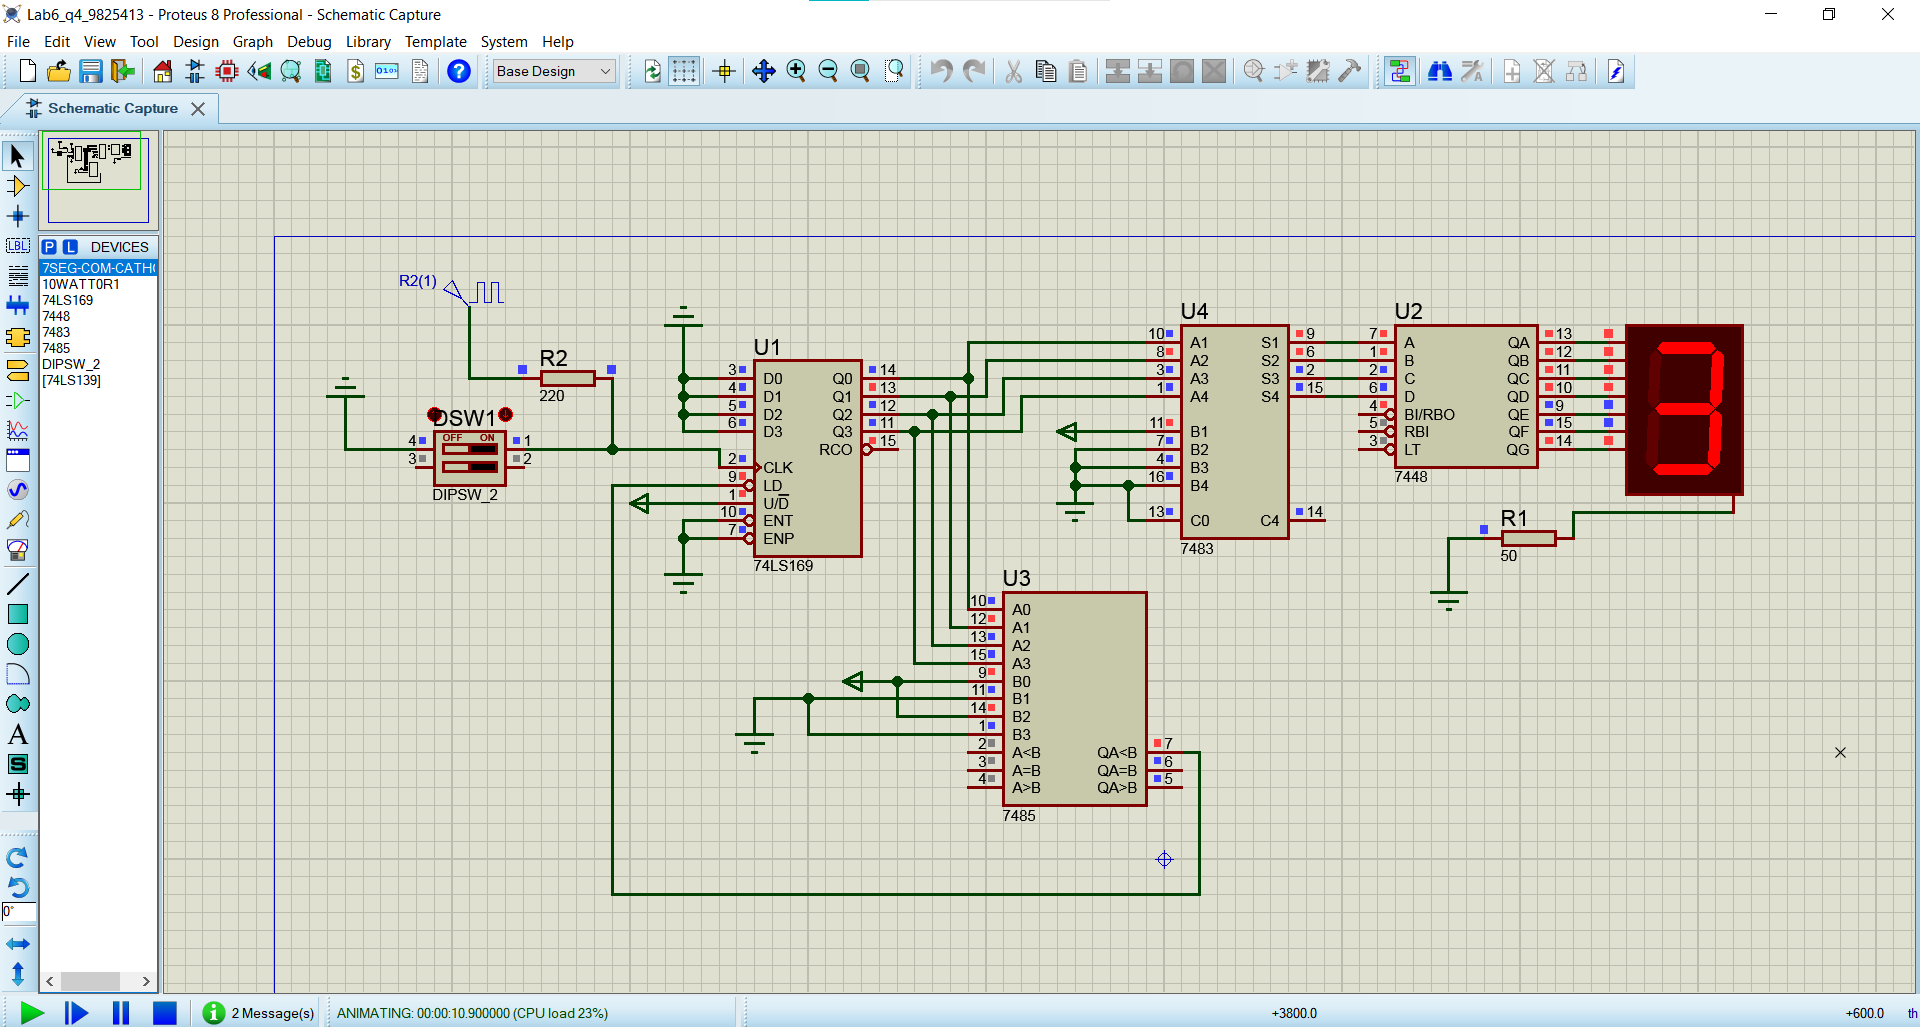 Lab6_q4_9825413 - Proteus 8 Professional - Schematic Capture
File Edit View Tool Design Graph Debug Library Template System Help
$ 0101 ? Base Design
Schematic Capture
LBL
P L DEVICES
7SEG-COM-CATH
10WATT0R1
74LS169
7448
7483
7485
DIPSW_2
[74LS139]
A
S
0°
R2(1)
R2
220
DSW1
OFF ON
4 1
3 2
DIPSW_2
U1
3 D0 Q0 14
4 D1 Q1 13
5 D2 Q2 12
6 D3 Q3 11
RCO 15
2 CLK
9 LD
1 U/D
10 ENT
7 ENP
74LS169
U4
10 A1 S1 9
8 A2 S2 6
3 A3 S3 2
1 A4 S4 15
11 B1
7 B2
4 B3
16 B4
13 C0 C4 14
7483
U2
7 A QA 13
1 B QB 12
2 C QC 11
6 D QD 10
4 BI/RBO QE 9
5 RBI QF 15
3 LT QG 14
7448
3
R1
50
U3
10 A0
12 A1
13 A2
15 A3
9 B0
11 B1
14 B2
1 B3
2 A<B QA<B 7
3 A=B QA=B 6
4 A>B QA>B 5
7485
2 Message(s) ANIMATING: 00:00:10.900000 (CPU load 23%) +3800.0 +600.0 th